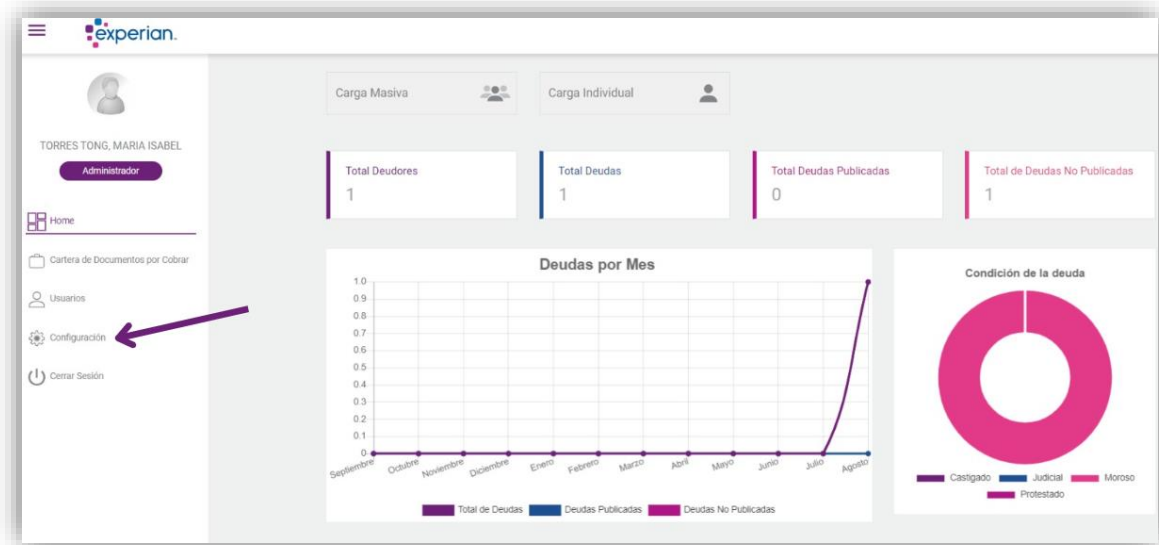 experian.
TORRES TONG, MARIA ISABEL
Administrador
Home
Cartera de Documentos por Cobrar
Usuarios
Configuración
Cerrar Sesión
Carga Masiva
Carga Individual
Total Deudores
1
Total Deudas
1
Total Deudas Publicadas
0
Total de Deudas No Publicadas
1
Deudas por Mes
1.0
0.9
0.8
0.7
0.6
0.5
0.4
0.3
0.2
0.1
0
Septiembre Octubre Noviembre Diciembre Enero Febrero Marzo Abril Mayo Junio Julio Agosto
Total de Deudas Deudas Publicadas Deudas No Publicadas
Condición de la deuda
Castigado Judicial Moroso
Protestado